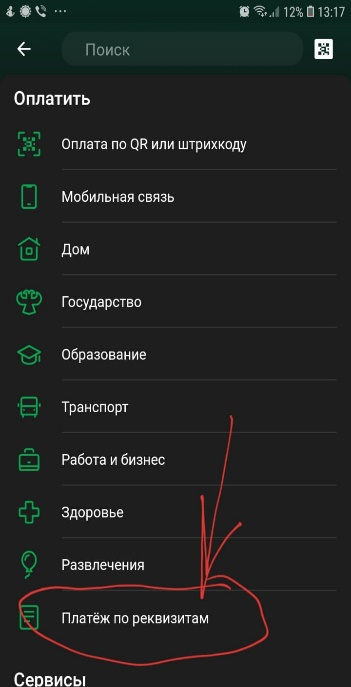 12% 13:17
Поиск
Оплатить
Оплата по QR или штрихкоду
Мобильная связь
Дом
Государство
Образование
Транспорт
Работа и бизнес
Здоровье
Развлечения
Платёж по реквизитам
Сервисы